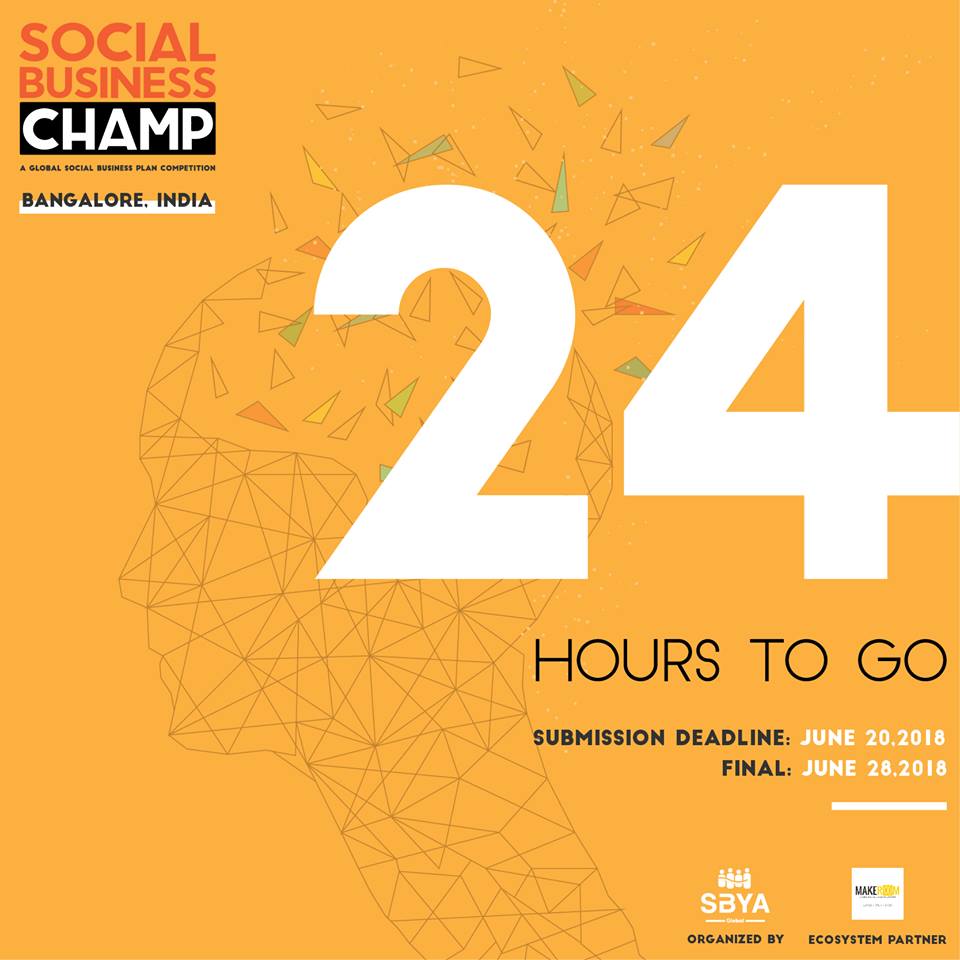 SOCIAL
BUSINESS
CHAMP
A GLOBAL SOCIAL BUSINESS PLAN COMPETITION
BANGALORE, INDIA
24
HOURS TO GO
SUBMISSION DEADLINE: JUNE 20,2018
FINAL: JUNE 28,2018
SBYA
Global
ORGANIZED BY
MAKEROOM
ECOSYSTEM PARTNER